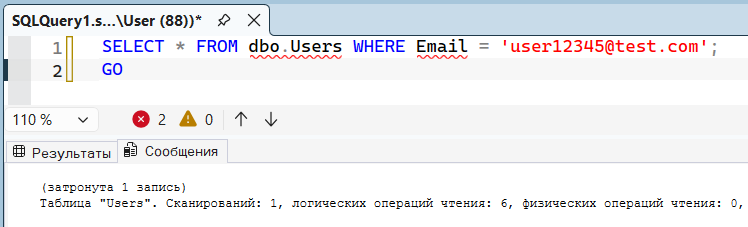 SQLQuery1.s...\User (88))*
1 SELECT * FROM dbo.Users WHERE Email = 'user12345@test.com';
2 GO
110 % 2 0
Результаты Сообщения
(затронута 1 запись)
Таблица "Users". Сканирований: 1, логических операций чтения: 6, физических операций чтения: 0,